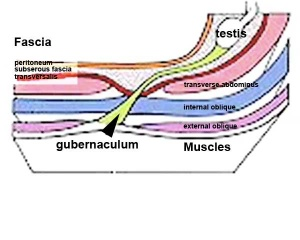 testis
Fascia
peritoneum
subserous fascia
transversalis
transverse abdominus
internal oblique
external oblique
gubernaculum
Muscles